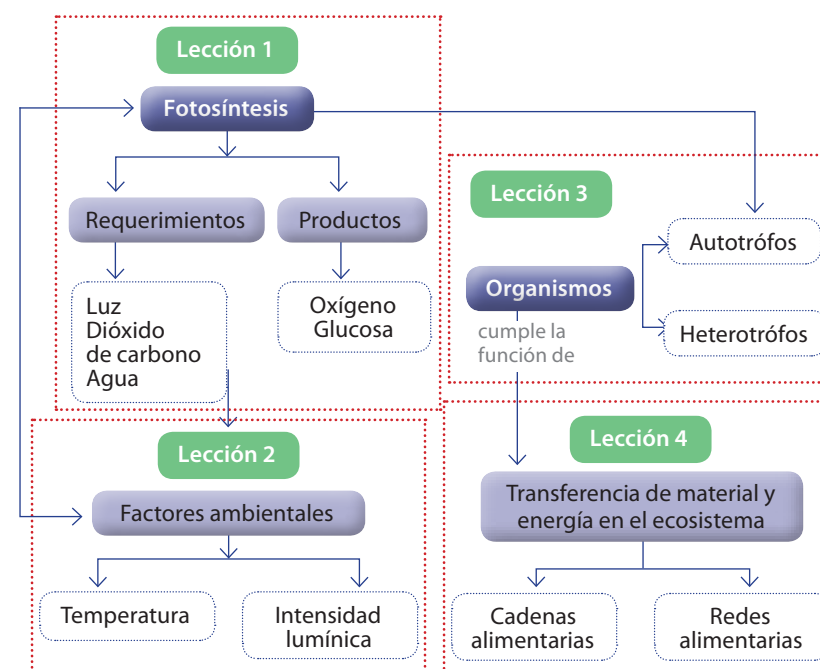 Lección 1
Fotosíntesis
Requerimientos
Productos
Luz
Dióxido
de carbono
Agua
Oxígeno
Glucosa
Lección 2
Factores ambientales
Temperatura
Intensidad
lumínica
Lección 3
Organismos
Autotrófos
Heterotrófos
cumple la
función de
Lección 4
Transferencia de material y
energía en el ecosistema
Cadenas
alimentarias
Redes
alimentarias